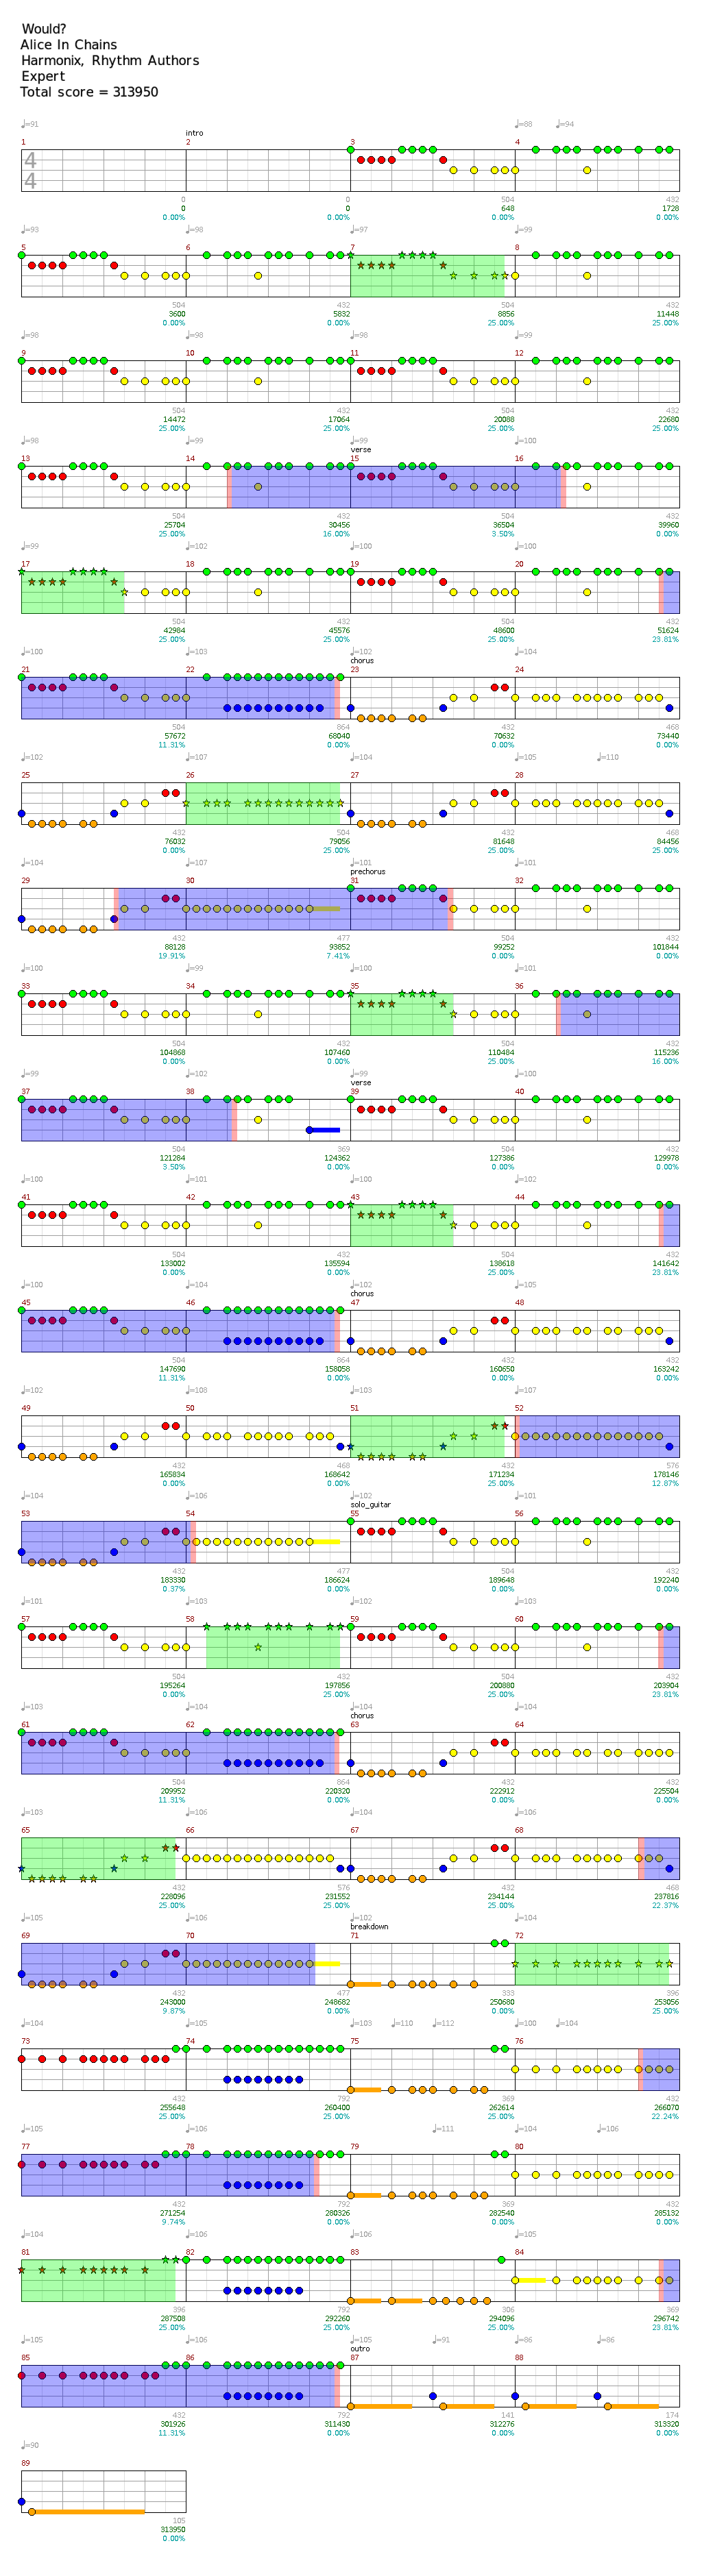 Would?
Alice In Chains
Harmonix, Rhythm Authors
Expert
Total score = 313950
♩=91 ♩=88 ♩=94
intro
1 2 3 4
4
4
0 0 504 432
0 0 648 1728
0.00% 0.00% 0.00% 0.00%
♩=93 ♩=98 ♩=97 ♩=99
5 6 7 8
504 432 504 432
3600 5832 8856 11448
0.00% 0.00% 25.00% 25.00%
♩=98 ♩=98 ♩=98 ♩=99
9 10 11 12
504 432 504 432
14472 17064 20088 22680
25.00% 25.00% 25.00% 25.00%
♩=98 ♩=99 ♩=99 ♩=100
verse
13 14 15 16
504 432 504 432
25704 30456 36504 39960
25.00% 16.00% 3.50% 0.00%
♩=99 ♩=102 ♩=100 ♩=100
17 18 19 20
504 432 504 432
42984 45576 48600 51624
25.00% 25.00% 25.00% 23.81%
♩=100 ♩=103 ♩=102 ♩=104
chorus
21 22 23 24
504 864 432 468
57672 68040 70632 73440
11.31% 0.00% 0.00% 0.00%
♩=102 ♩=107 ♩=104 ♩=105 ♩=110
25 26 27 28
432 504 432 468
76032 79056 81648 84456
0.00% 25.00% 25.00% 25.00%
♩=104 ♩=107 ♩=101 ♩=101
prechorus
29 30 31 32
432 477 504 432
88128 93852 99252 101844
19.91% 7.41% 0.00% 0.00%
♩=100 ♩=99 ♩=100 ♩=101
33 34 35 36
504 432 504 432
104868 107460 110484 115236
0.00% 0.00% 25.00% 16.00%
♩=99 ♩=102 ♩=99 ♩=100
verse
37 38 39 40
504 369 504 432
121284 124362 127386 129978
3.50% 0.00% 0.00% 0.00%
♩=100 ♩=101 ♩=100 ♩=102
41 42 43 44
504 432 504 432
133002 135594 138618 141642
0.00% 0.00% 25.00% 23.81%
♩=100 ♩=104 ♩=102 ♩=105
chorus
45 46 47 48
504 864 432 432
147690 158058 160650 163242
11.31% 0.00% 0.00% 0.00%
♩=102 ♩=108 ♩=103 ♩=107
49 50 51 52
432 468 432 576
165834 168642 171234 178146
0.00% 0.00% 25.00% 12.87%
♩=104 ♩=106 ♩=102 ♩=101
solo_guitar
53 54 55 56
432 477 504 432
183330 186624 189648 192240
0.37% 0.00% 0.00% 0.00%
♩=101 ♩=103 ♩=102 ♩=102
57 58 59 60
504 432 504 432
195264 197856 200880 203904
0.00% 25.00% 25.00% 23.81%
♩=103 ♩=104 ♩=104 ♩=104
chorus
61 62 63 64
504 864 432 432
209952 220320 222912 225504
11.31% 0.00% 0.00% 0.00%
♩=103 ♩=106 ♩=104 ♩=106
65 66 67 68
432 576 432 468
228096 231552 234144 237816
25.00% 25.00% 25.00% 22.37%
♩=105 ♩=106 ♩=102 ♩=104
breakdown
69 70 71 72
432 477 333 396
243000 248682 250680 253056
9.87% 0.00% 0.00% 25.00%
♩=104 ♩=105 ♩=103 ♩=110 ♩=112 ♩=100 ♩=104
73 74 75 76
432 792 369 432
255648 260400 262614 266070
25.00% 25.00% 25.00% 22.24%
♩=105 ♩=106 ♩=111 ♩=104 ♩=106
77 78 79 80
432 792 369 432
271254 280326 282540 285132
9.74% 0.00% 0.00% 0.00%
♩=104 ♩=106 ♩=106 ♩=105
81 82 83 84
396 792 306 369
287508 292260 294096 296742
25.00% 25.00% 25.00% 23.81%
♩=105 ♩=106 ♩=105 ♩=91 ♩=86 ♩=86
outro
85 86 87 88
432 792 141 174
301926 311430 312276 313320
11.31% 0.00% 0.00% 0.00%
♩=90
89
105
313950
0.00%